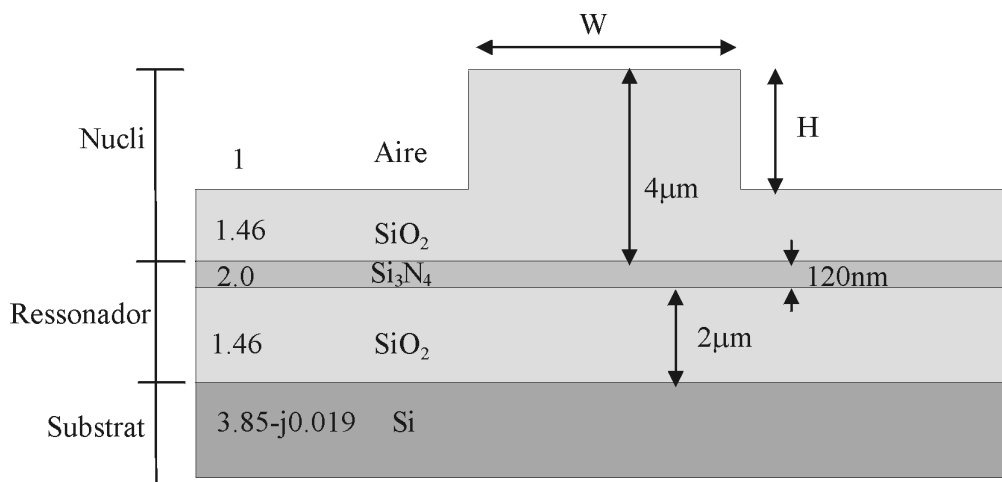 W
Nucli
H
1 Aire
4μm
1.46 SiO₂
2.0 Si₃N₄
120nm
Ressonador
1.46 SiO₂
2μm
3.85-j0.019 Si
Substrat